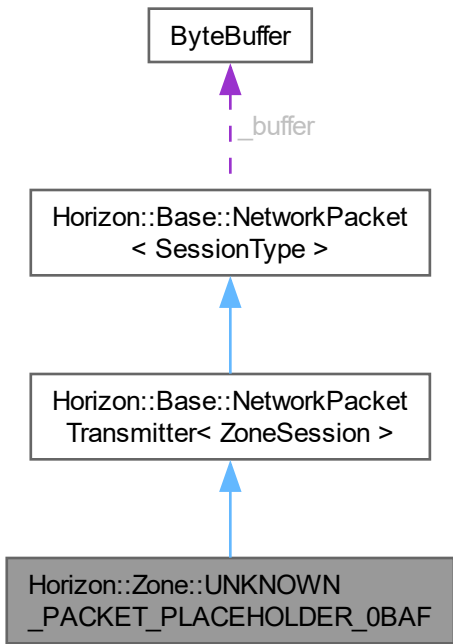 ByteBuffer
_buffer
Horizon::Base::NetworkPacket
< SessionType >
Horizon::Base::NetworkPacket
Transmitter< ZoneSession >
Horizon::Zone::UNKNOWN
_PACKET_PLACEHOLDER_0BAF